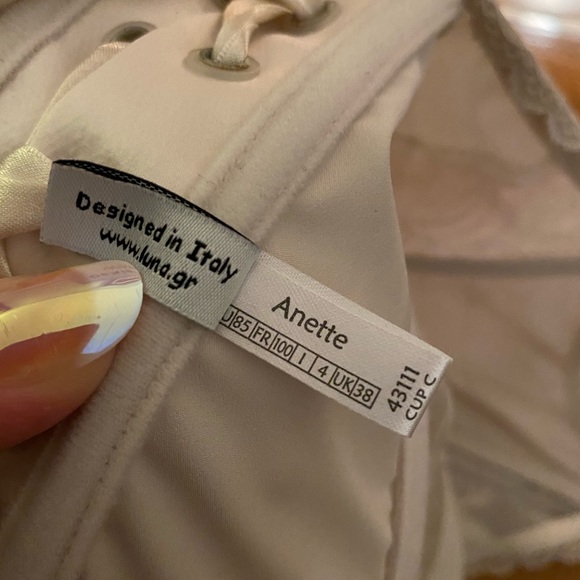 Designed in Italy
www.luna.gr
Anette
U 85 FR 100 I 4 UK 38
43111
CUP C